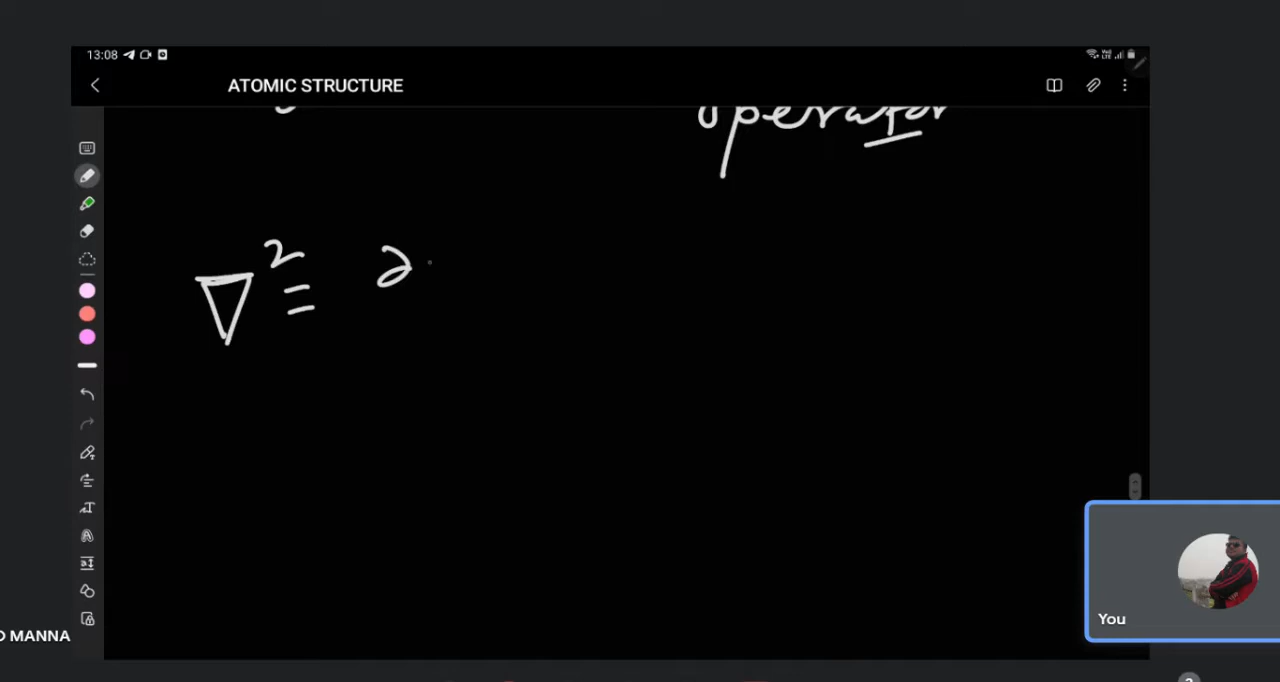 13:08
ATOMIC STRUCTURE
operator
∇² = ∂
You
MANNA